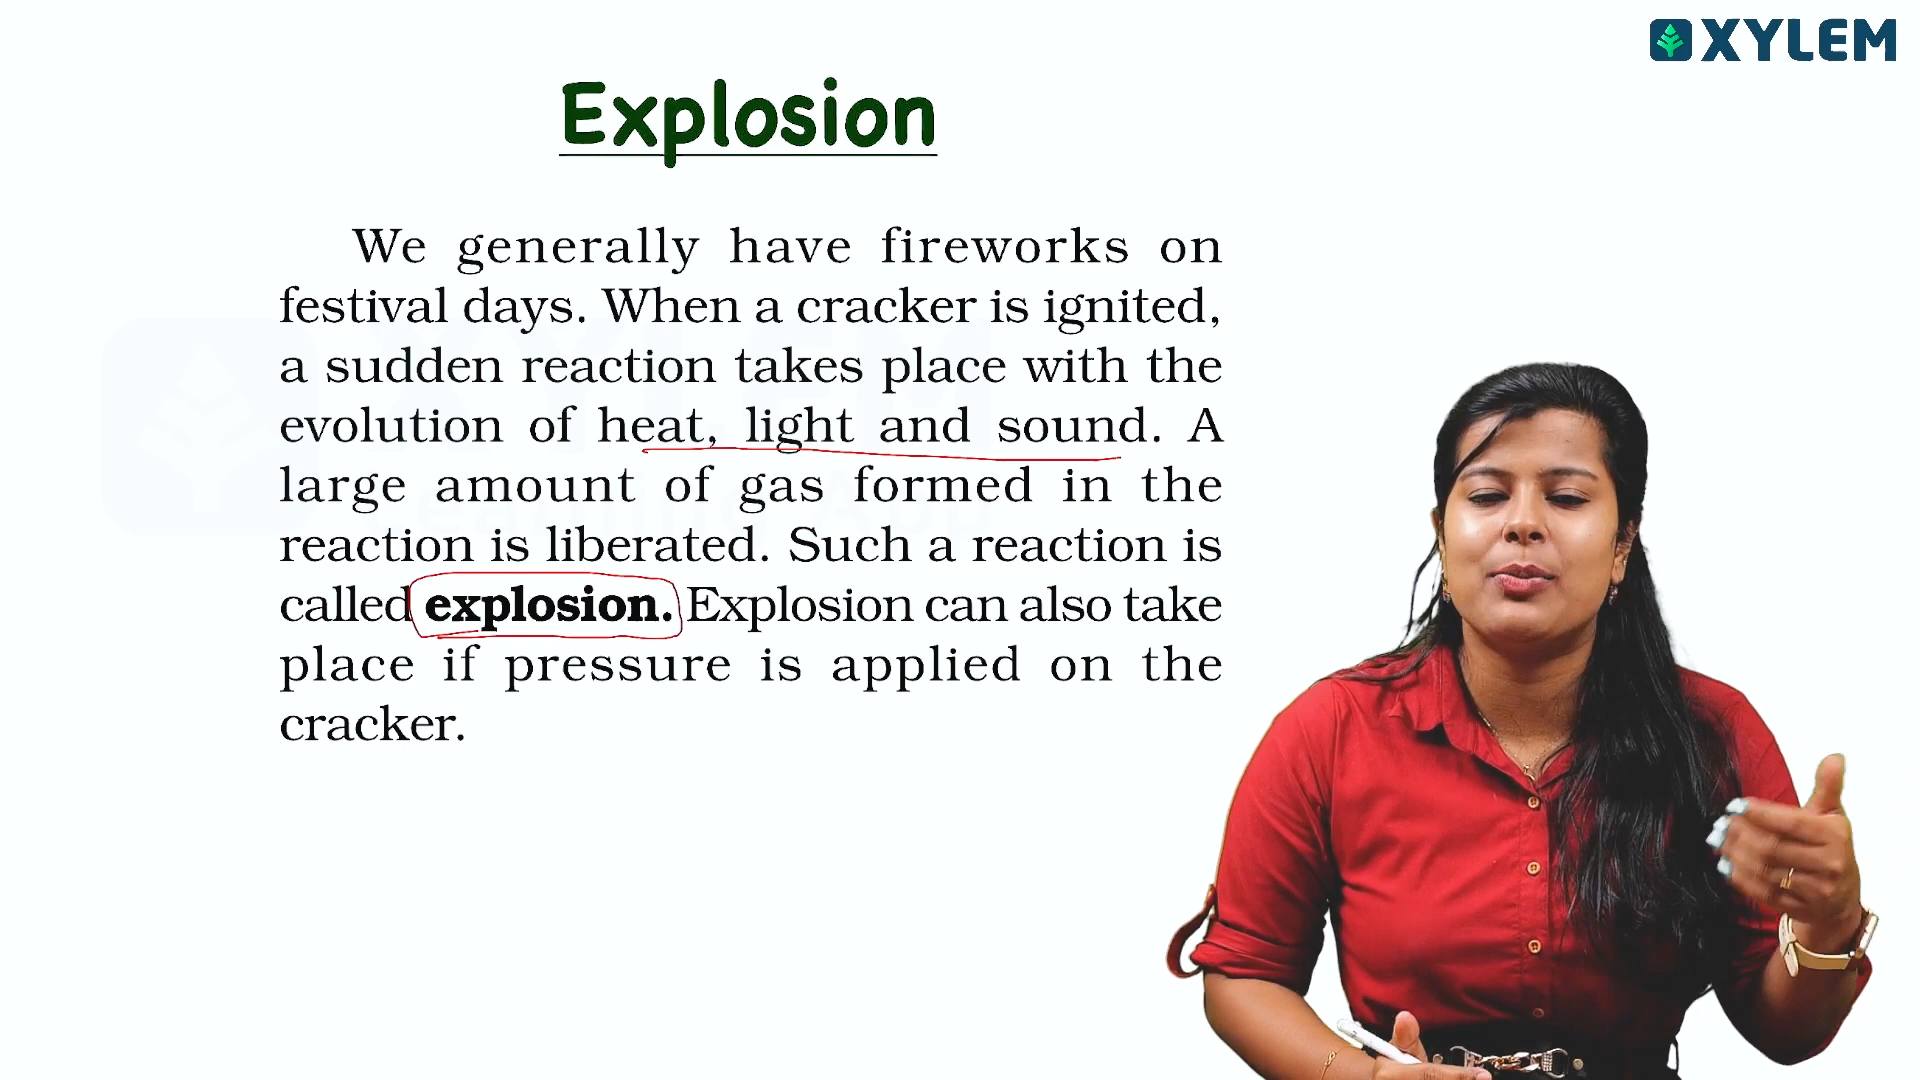 XYLEM
Explosion
We generally have fireworks on
festival days. When a cracker is ignited,
a sudden reaction takes place with the
evolution of heat, light and sound. A
large amount of gas formed in the
reaction is liberated. Such a reaction is
called explosion. Explosion can also take
place if pressure is applied on the
cracker.